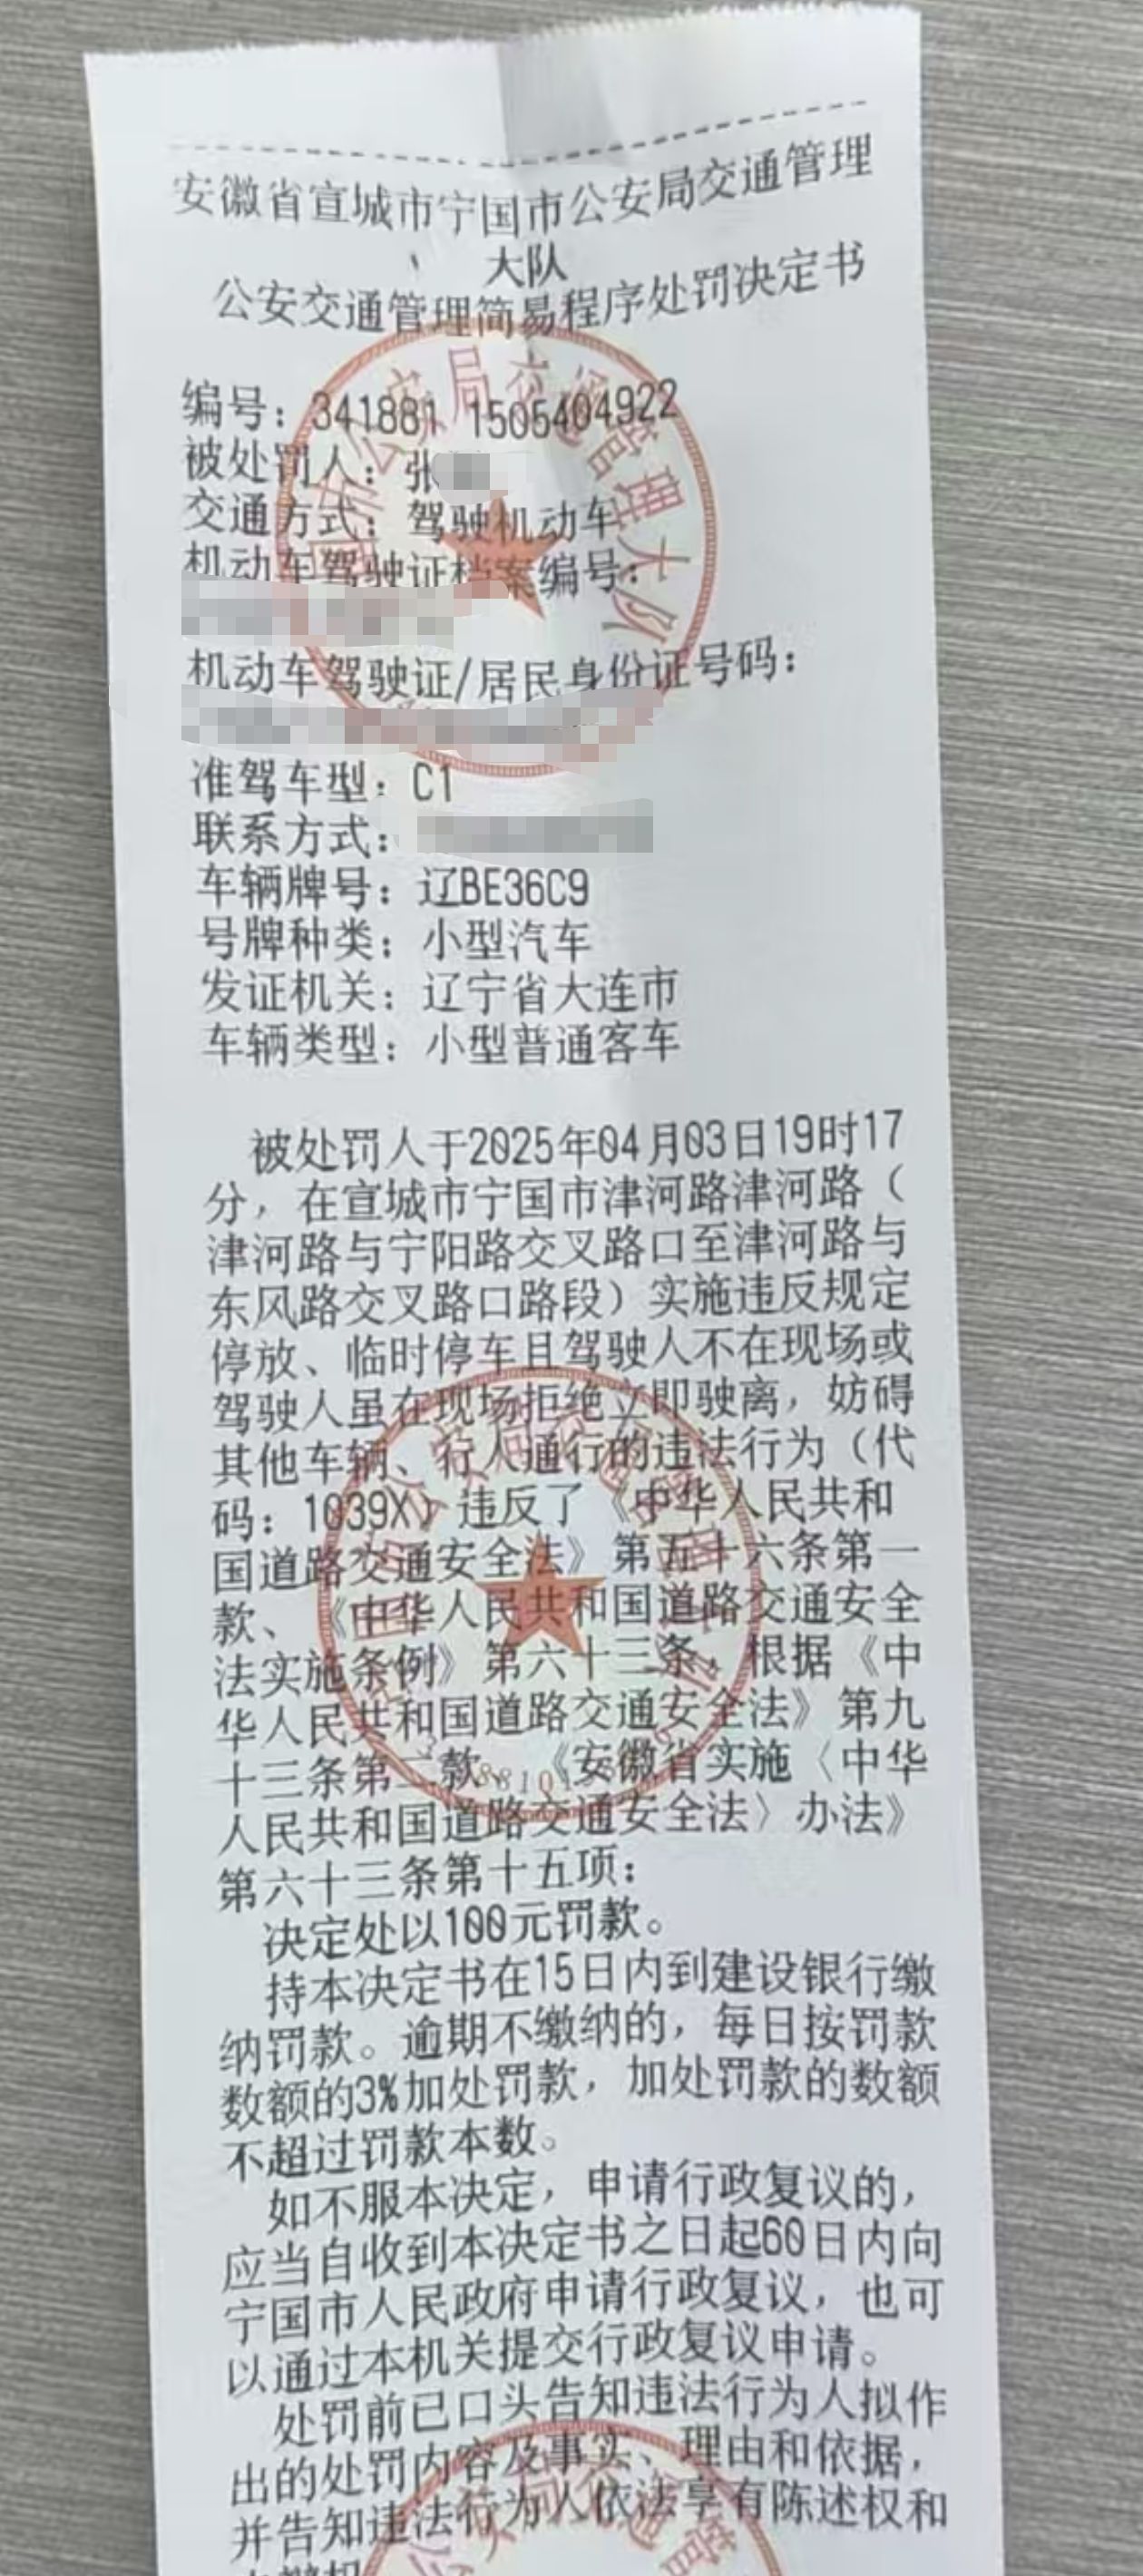 安徽省宣城市宁国市公安局交通管理
大队
公安交通管理简易程序处罚决定书
编号：341881 1505404922
被处罚人：张
交通方式：驾驶机动车
机动车驾驶证档案编号：
机动车驾驶证/居民身份证号码：
准驾车型：C1
联系方式：
车辆牌号：辽BE36C9
号牌种类：小型汽车
发证机关：辽宁省大连市
车辆类型：小型普通客车
被处罚人于2025年04月03日19时17
分，在宣城市宁国市津河路津河路（
津河路与宁阳路交叉路口至津河路与
东风路交叉路口路段）实施违反规定
停放、临时停车且驾驶人不在现场或
驾驶人虽在现场拒绝立即驶离，妨碍
其他车辆、行人通行的违法行为（代
码：1039X）违反了《中华人民共和
国道路交通安全法》第五十六条第一
款、《中华人民共和国道路交通安全
法实施条例》第六十三条，根据《中
华人民共和国道路交通安全法》第九
十三条第二款、《安徽省实施〈中华
人民共和国道路交通安全法〉办法》
第六十三条第十五项：
决定处以100元罚款。
持本决定书在15日内到建设银行缴
纳罚款。逾期不缴纳的，每日按罚款
数额的3%加处罚款，加处罚款的数额
不超过罚款本数。
如不服本决定，申请行政复议的，
应当自收到本决定书之日起60日内向
宁国市人民政府申请行政复议，也可
以通过本机关提交行政复议申请。
处罚前已口头告知违法行为人拟作
出的处罚内容及事实、理由和依据，
并告知违法行为人依法享有陈述权和